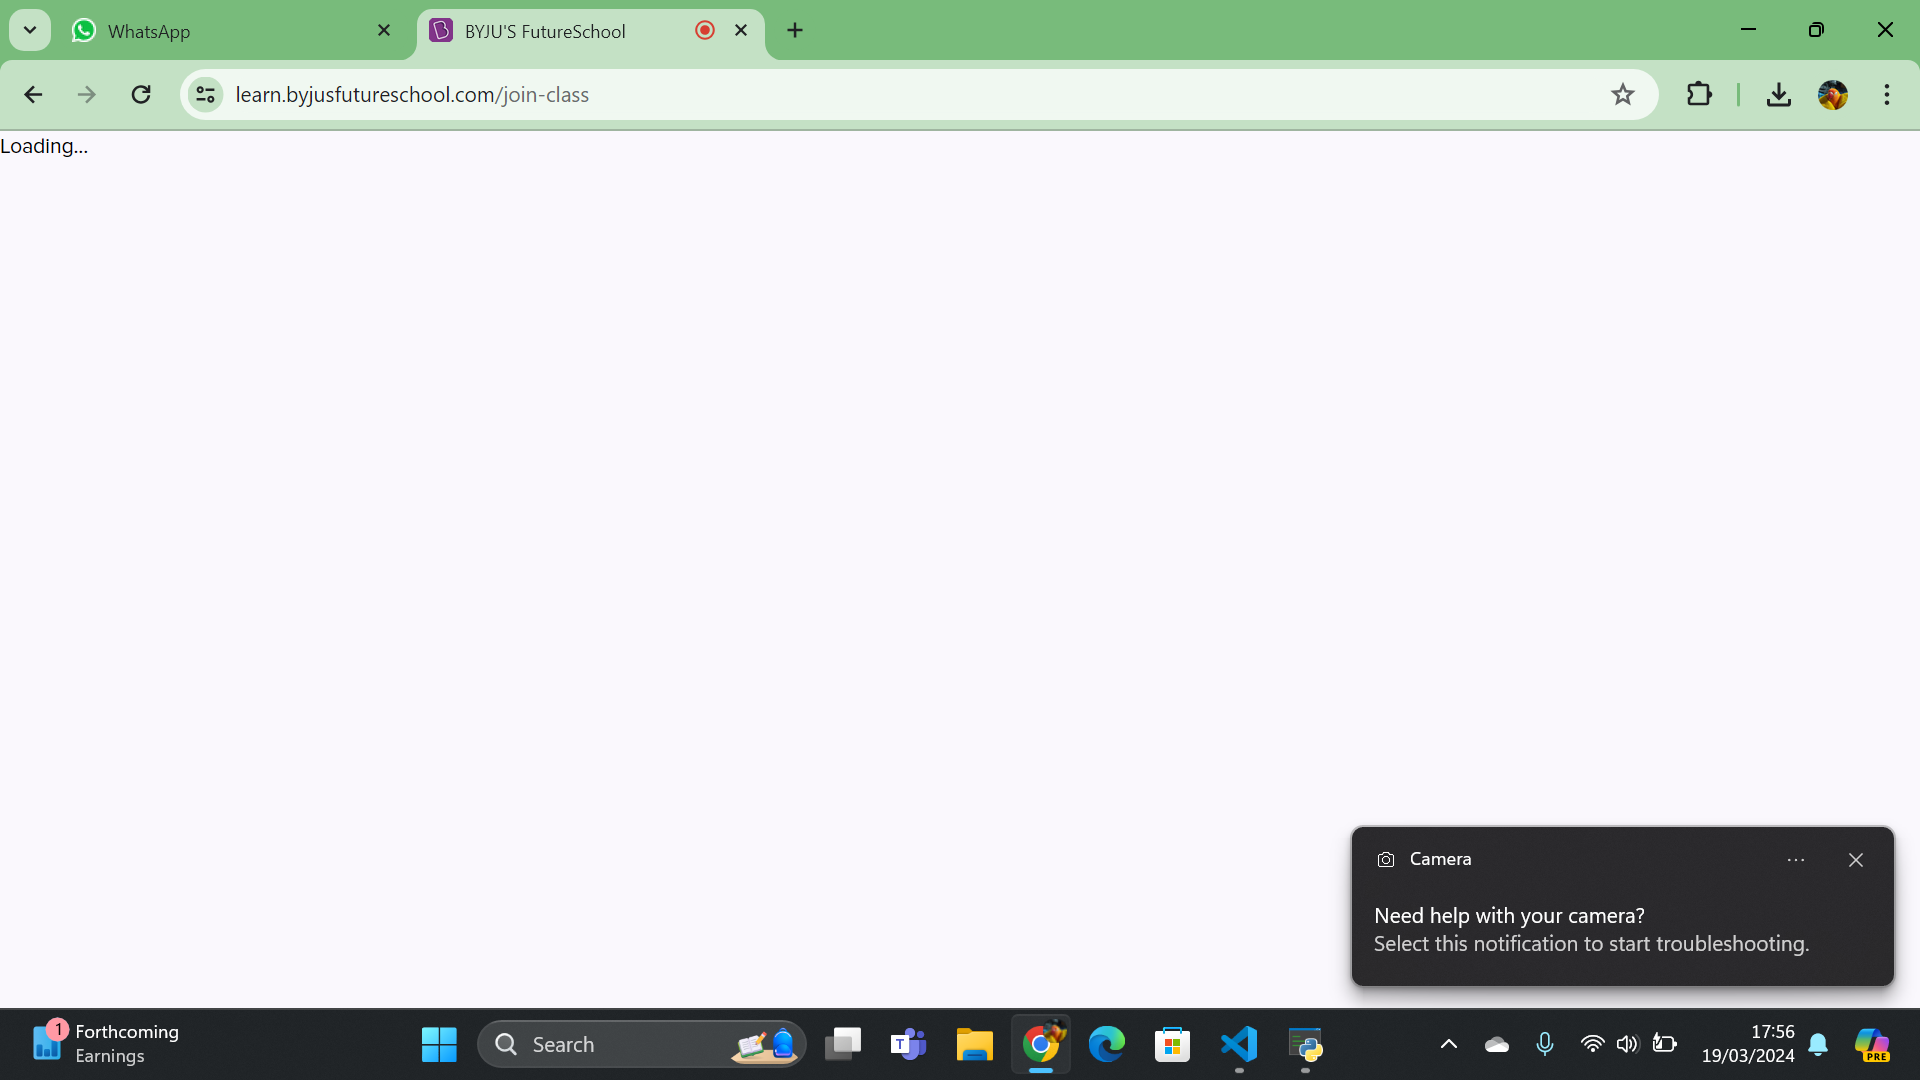 WhatsApp
BYJU'S FutureSchool
learn.byjusfutureschool.com/join-class
Loading...
Camera
Need help with your camera?
Select this notification to start troubleshooting.
1
Forthcoming
Earnings
Search
T
17:56
19/03/2024
PRE